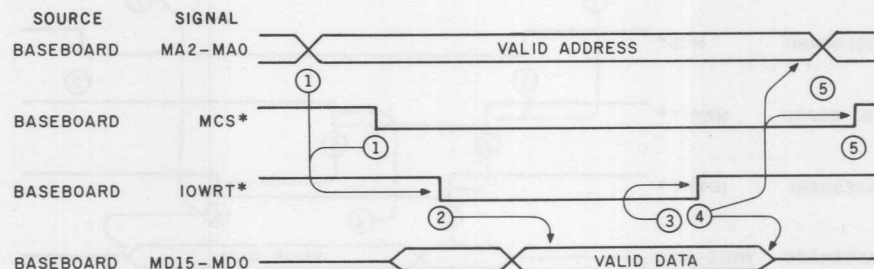 SOURCE SIGNAL
BASEBOARD MA2-MA0 VALID ADDRESS
1 5
BASEBOARD MCS*
1 5
BASEBOARD IOWRT*
2 3 4
BASEBOARD MD15-MD0 VALID DATA